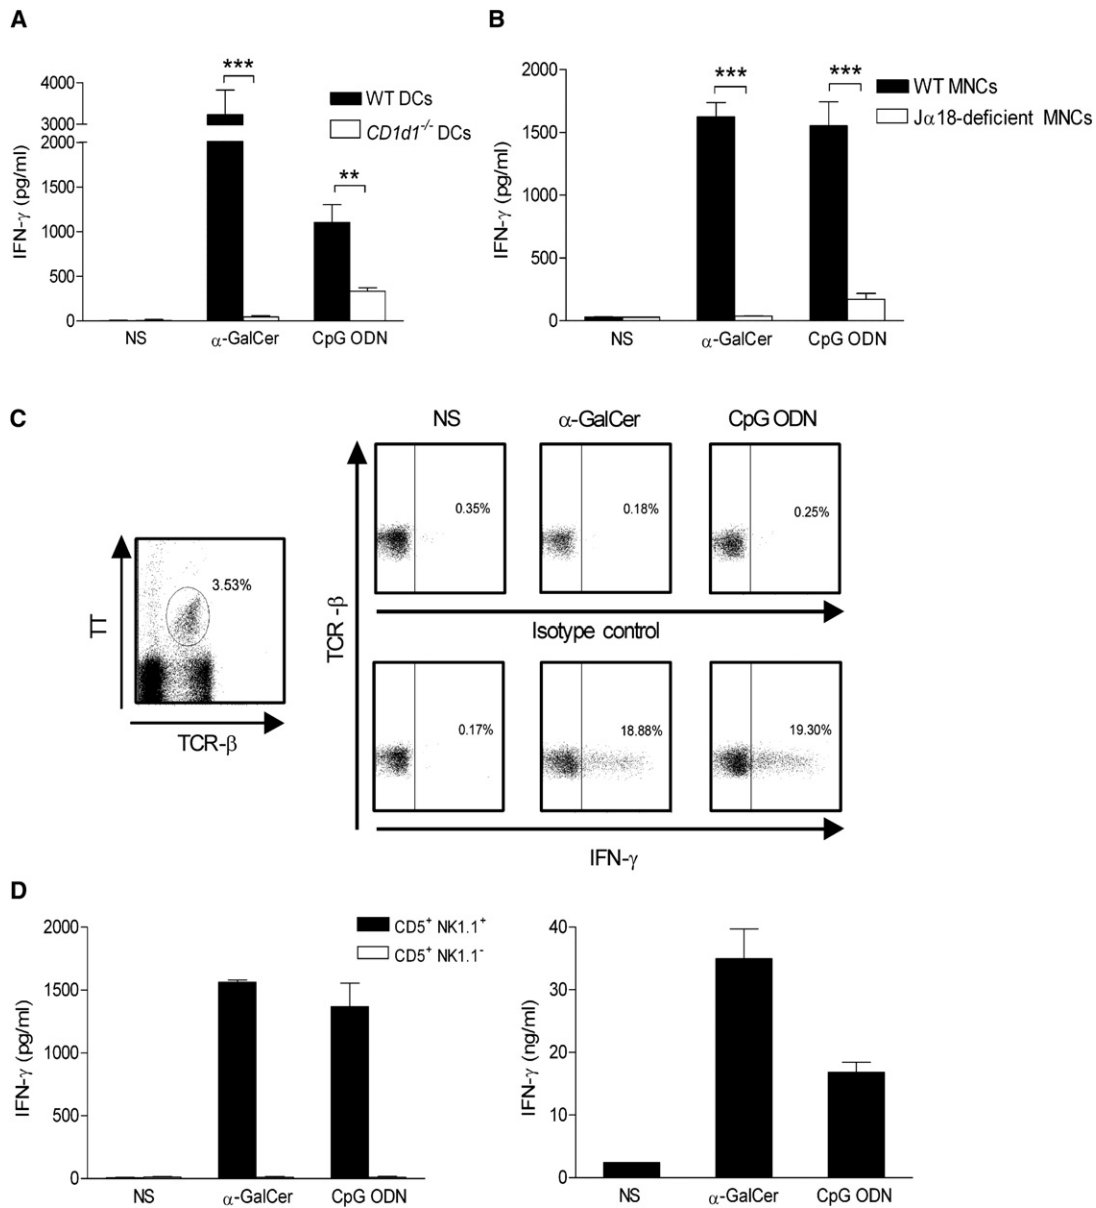 A
IFN-γ (pg/ml)
4000
3000
2000
1500
1000
500
0
***
**
WT DCs
CD1d1-/- DCs
NS
α-GalCer
CpG ODN
B
IFN-γ (pg/ml)
2000
1500
1000
500
0
***
***
WT MNCs
Jα18-deficient MNCs
NS
α-GalCer
CpG ODN
C
TT
3.53%
TCR-β
TCR-β
NS
α-GalCer
CpG ODN
0.35%
0.18%
0.25%
Isotype control
0.17%
18.88%
19.30%
IFN-γ
D
IFN-γ (pg/ml)
2000
1500
1000
500
0
CD5+ NK1.1+
CD5+ NK1.1-
NS
α-GalCer
CpG ODN
IFN-γ (ng/ml)
40
30
20
10
0
NS
α-GalCer
CpG ODN